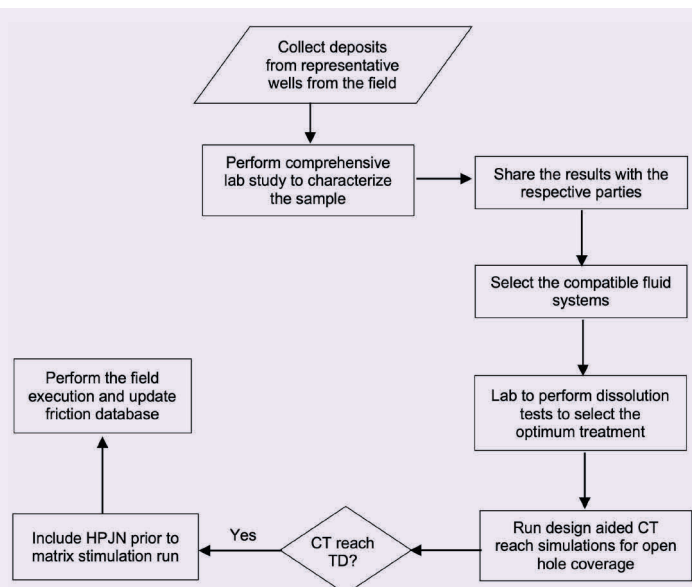 Collect deposits
from representative
wells from the field
Perform comprehensive
lab study to characterize
the sample
Share the results with the
respective parties
Select the compatible fluid
systems
Lab to perform dissolution
tests to select the
optimum treatment
Run design aided CT
reach simulations for open
hole coverage
CT reach
TD?
Yes
Include HPJN prior to
matrix stimulation run
Perform the field
execution and update
friction database